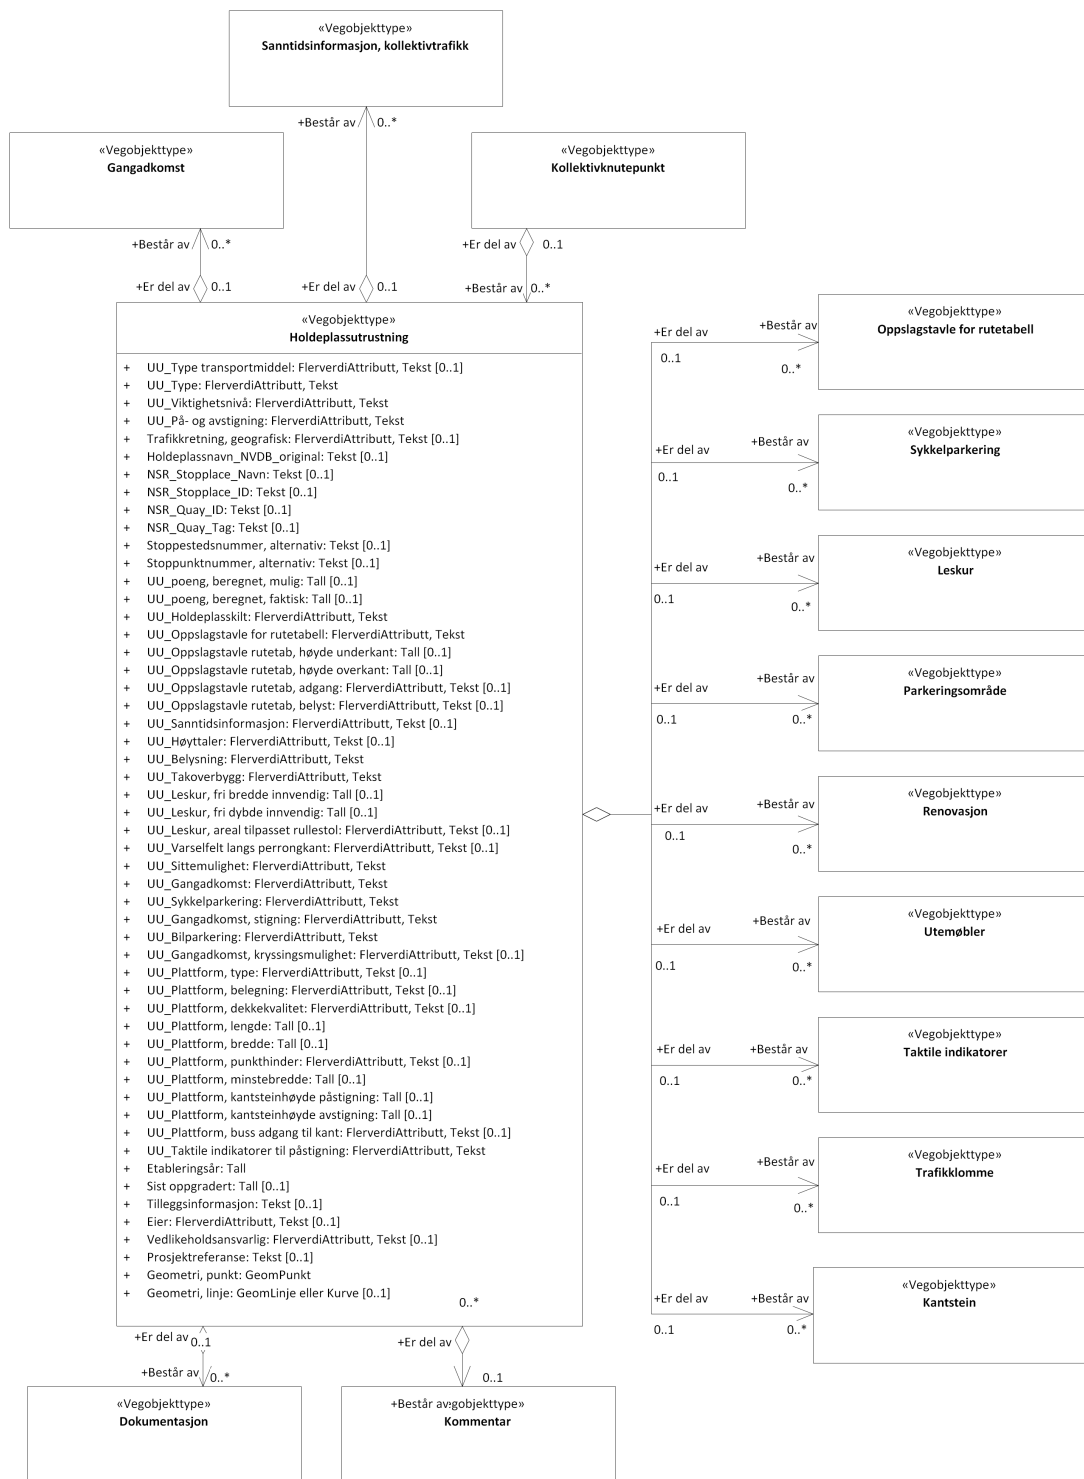 «Vegobjekttype»
Sanntidsinformasjon, kollektivtrafikk
+Består av 0..*
«Vegobjekttype»
Gangadkomst
«Vegobjekttype»
Kollektivknutepunkt
+Består av 0..*
+Er del av 0..1
+Er del av 0..1
+Er del av 0..1
+Består av 0..*
«Vegobjekttype»
Holdeplassutrustning
+ UU_Type transportmiddel: FlerverdiAttributt, Tekst [0..1]
+ UU_Type: FlerverdiAttributt, Tekst
+ UU_Viktighetsnivå: FlerverdiAttributt, Tekst
+ UU_På- og avstigning: FlerverdiAttributt, Tekst
+ Trafikkretning, geografisk: FlerverdiAttributt, Tekst [0..1]
+ Holdeplassnavn_NVDB_original: Tekst [0..1]
+ NSR_Stopplace_Navn: Tekst [0..1]
+ NSR_Stopplace_ID: Tekst [0..1]
+ NSR_Quay_ID: Tekst [0..1]
+ NSR_Quay_Tag: Tekst [0..1]
+ Stoppestedsnummer, alternativ: Tekst [0..1]
+ Stoppunktnummer, alternativ: Tekst [0..1]
+ UU_poeng, beregnet, mulig: Tall [0..1]
+ UU_poeng, beregnet, faktisk: Tall [0..1]
+ UU_Holdeplasskilt: FlerverdiAttributt, Tekst
+ UU_Oppslagstavle for rutetabell: FlerverdiAttributt, Tekst
+ UU_Oppslagstavle rutetab, høyde underkant: Tall [0..1]
+ UU_Oppslagstavle rutetab, høyde overkant: Tall [0..1]
+ UU_Oppslagstavle rutetab, adgang: FlerverdiAttributt, Tekst [0..1]
+ UU_Oppslagstavle rutetab, belyst: FlerverdiAttributt, Tekst [0..1]
+ UU_Sanntidsinformasjon: FlerverdiAttributt, Tekst [0..1]
+ UU_Høyttaler: FlerverdiAttributt, Tekst [0..1]
+ UU_Belysning: FlerverdiAttributt, Tekst
+ UU_Takoverbygg: FlerverdiAttributt, Tekst
+ UU_Leskur, fri bredde innvendig: Tall [0..1]
+ UU_Leskur, fri dybde innvendig: Tall [0..1]
+ UU_Leskur, areal tilpasset rullestol: FlerverdiAttributt, Tekst [0..1]
+ UU_Varselfelt langs perrongkant: FlerverdiAttributt, Tekst [0..1]
+ UU_Sittemulighet: FlerverdiAttributt, Tekst
+ UU_Gangadkomst: FlerverdiAttributt, Tekst
+ UU_Sykkelparkering: FlerverdiAttributt, Tekst
+ UU_Gangadkomst, stigning: FlerverdiAttributt, Tekst
+ UU_Bilparkering: FlerverdiAttributt, Tekst
+ UU_Gangadkomst, kryssingsmulighet: FlerverdiAttributt, Tekst [0..1]
+ UU_Plattform, type: FlerverdiAttributt, Tekst [0..1]
+ UU_Plattform, belegning: FlerverdiAttributt, Tekst [0..1]
+ UU_Plattform, dekkekvalitet: FlerverdiAttributt, Tekst [0..1]
+ UU_Plattform, lengde: Tall [0..1]
+ UU_Plattform, bredde: Tall [0..1]
+ UU_Plattform, punkthinder: FlerverdiAttributt, Tekst [0..1]
+ UU_Plattform, minstebredde: Tall [0..1]
+ UU_Plattform, kantsteinhøyde påstigning: Tall [0..1]
+ UU_Plattform, kantsteinhøyde avstigning: Tall [0..1]
+ UU_Plattform, buss adgang til kant: FlerverdiAttributt, Tekst [0..1]
+ UU_Taktile indikatorer til påstigning: FlerverdiAttributt, Tekst
+ Etableringsår: Tall
+ Sist oppgradert: Tall [0..1]
+ Tilleggsinformasjon: Tekst [0..1]
+ Eier: FlerverdiAttributt, Tekst [0..1]
+ Vedlikeholdsansvarlig: FlerverdiAttributt, Tekst [0..1]
+ Prosjektreferanse: Tekst [0..1]
+ Geometri, punkt: GeomPunkt
+ Geometri, linje: GeomLinje eller Kurve [0..1]
0..*
+Er del av 0..1
+Består av 0..*
«Vegobjekttype»
Dokumentasjon
+Er del av
0..1
+Består av gobjekttype»
Kommentar
+Er del av +Består av
0..1 0..*
«Vegobjekttype»
Oppslagstavle for rutetabell
+Er del av +Består av
0..1 0..*
«Vegobjekttype»
Sykkelparkering
+Er del av +Består av
0..1 0..*
«Vegobjekttype»
Leskur
+Er del av +Består av
0..1 0..*
«Vegobjekttype»
Parkeringsområde
+Er del av +Består av
0..1 0..*
«Vegobjekttype»
Renovasjon
+Er del av +Består av
0..1 0..*
«Vegobjekttype»
Utemøbler
+Er del av +Består av
0..1 0..*
«Vegobjekttype»
Taktile indikatorer
+Er del av +Består av
0..1 0..*
«Vegobjekttype»
Trafikklomme
+Er del av +Består av
0..1 0..*
«Vegobjekttype»
Kantstein